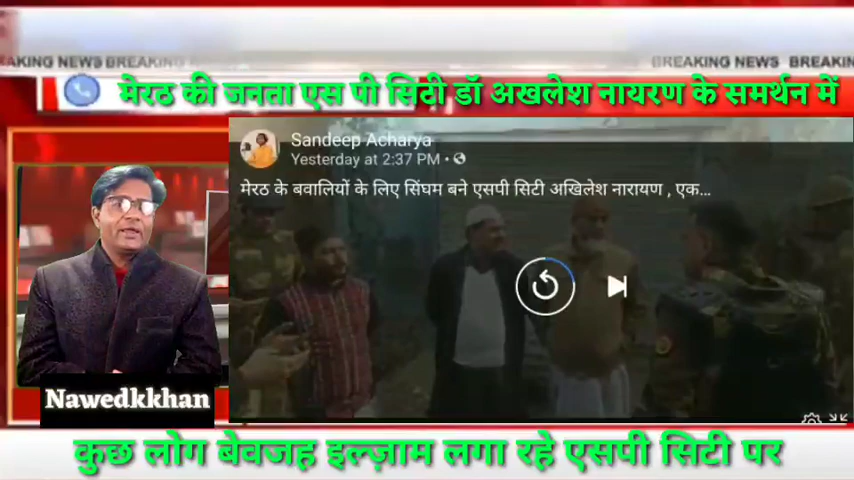 AKING NEWS BREAKING
BREAKING NEWS BREAKIN
मेरठ की जनता एस पी सिठी डॉ अखलेश नायरण के समर्थन में
Sandeep Acharya
Yesterday at 2:37 PM •
मेरठ के बवालियों के लिए सिंघम बने एसपी सिटी अखिलेश नारायण , एक...
Nawedkkhan
कुछ लोग बेवजह इल्ज़ाम लगा रहे एसपी सिटी पर